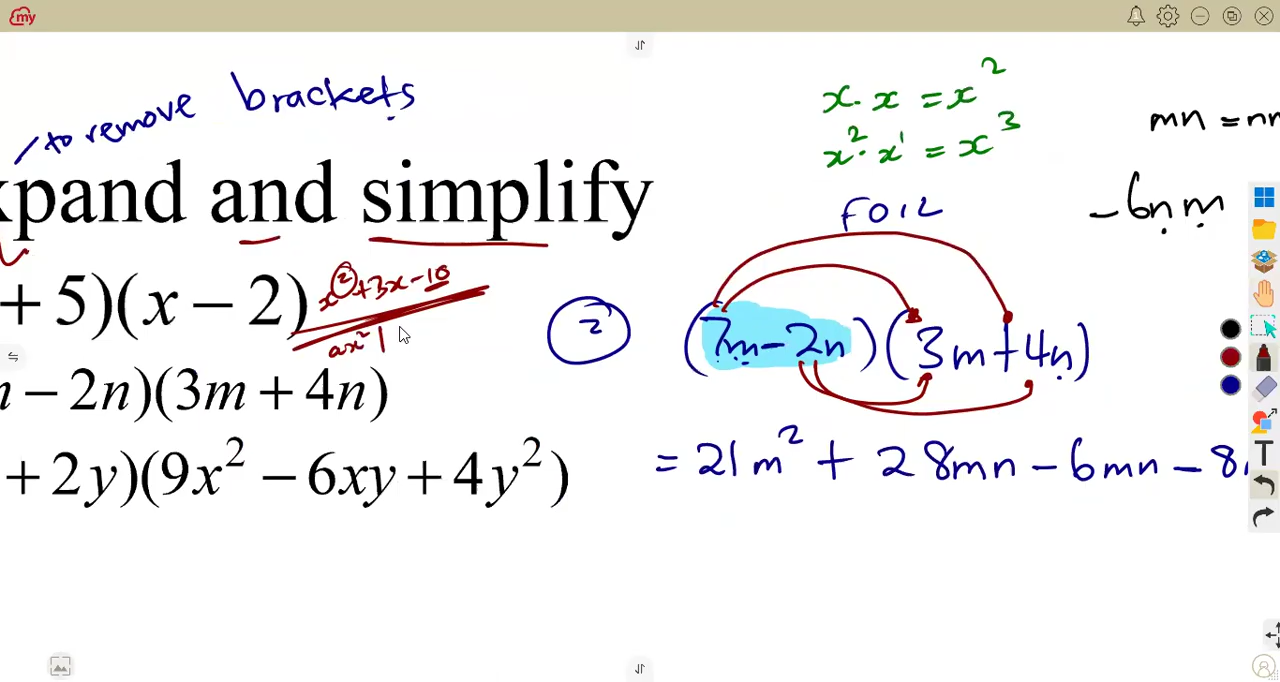 my
to remove brackets
xpand and simplify
+ 5)(x − 2) x² + 3x − 10
ax²
− 2n)(3m + 4n)
+ 2y)(9x² − 6xy + 4y²)
x · x = x²
x² · x¹ = x³
mn = nm
− 6nm
FOIL
2 (7m − 2n)(3m + 4n)
= 21m² + 28mn − 6mn − 8
T